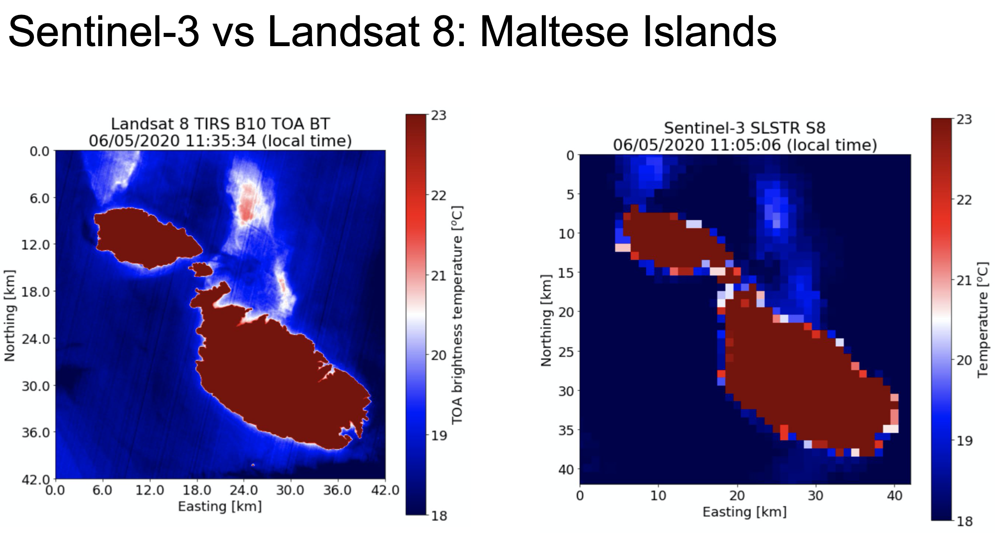 Sentinel-3 vs Landsat 8: Maltese Islands
Landsat 8 TIRS B10 TOA BT
06/05/2020 11:35:34 (local time)
0.0
6.0
12.0
18.0
24.0
30.0
36.0
42.0
Northing [km]
0.0 6.0 12.0 18.0 24.0 30.0 36.0 42.0
Easting [km]
23
22
21
20
19
18
TOA brightness temperature [°C]
Sentinel-3 SLSTR S8
06/05/2020 11:05:06 (local time)
0
5
10
15
20
25
30
35
40
Northing [km]
0 10 20 30 40
Easting [km]
23
22
21
20
19
18
Temperature [°C]